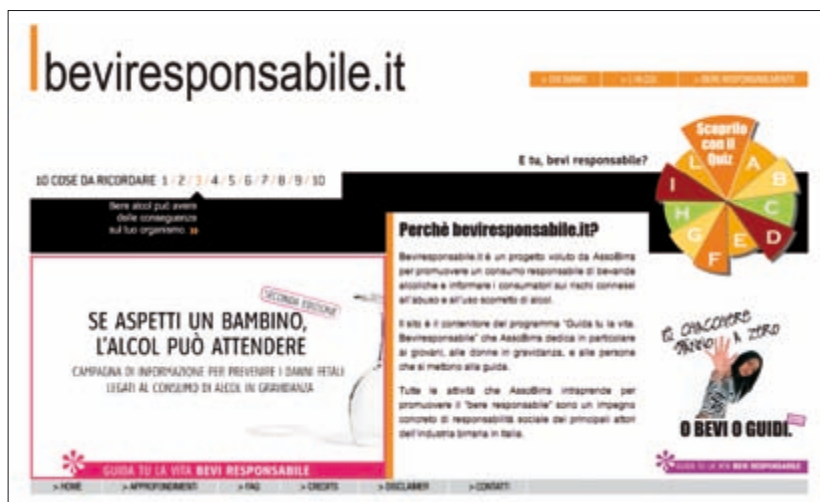 beviresponsabile.it
> CHI SIAMO > L'ALCOL > BERE RESPONSABILMENTE
E tu, bevi responsabile?
Scoprilo
con il
Quiz
A
B
C
D
E
F
G
H
I
L
10 COSE DA RICORDARE 1 / 2 / 3 / 4 / 5 / 6 / 7 / 8 / 9 / 10
Bere alcol può avere
delle conseguenze
sul tuo organismo. »
SECONDA EDIZIONE
SE ASPETTI UN BAMBINO,
L'ALCOL PUÒ ATTENDERE
CAMPAGNA DI INFORMAZIONE PER PREVENIRE I DANNI FETALI
LEGATI AL CONSUMO DI ALCOL IN GRAVIDANZA
GUIDA TU LA VITA BEVI RESPONSABILE
Perchè beviresponsabile.it?
Beviresponsabile.it è un progetto voluto da AssoBirra
per promuovere un consumo responsabile di bevande
alcoliche e informare i consumatori sui rischi connessi
all'abuso e all'uso scorretto di alcol.
Il sito è il contenitore del programma "Guida tu la vita.
Beviresponsabile" che AssoBirra dedica in particolare
ai giovani, alle donne in gravidanza, e alle persone
che si mettono alla guida.
Tutte le attività che AssoBirra intraprende per
promuovere il "bere responsabile" sono un impegno
concreto di responsabilità sociale dei principali attori
dell'industria birraria in Italia.
CHIACCHIERE
A ZERO
O BEVI O GUIDI.
GUIDA TU LA VITA BEVI RESPONSABILE
> HOME > APPROFONDIMENTI > FAQ > CREDITS > DISCLAIMER > CONTATTI